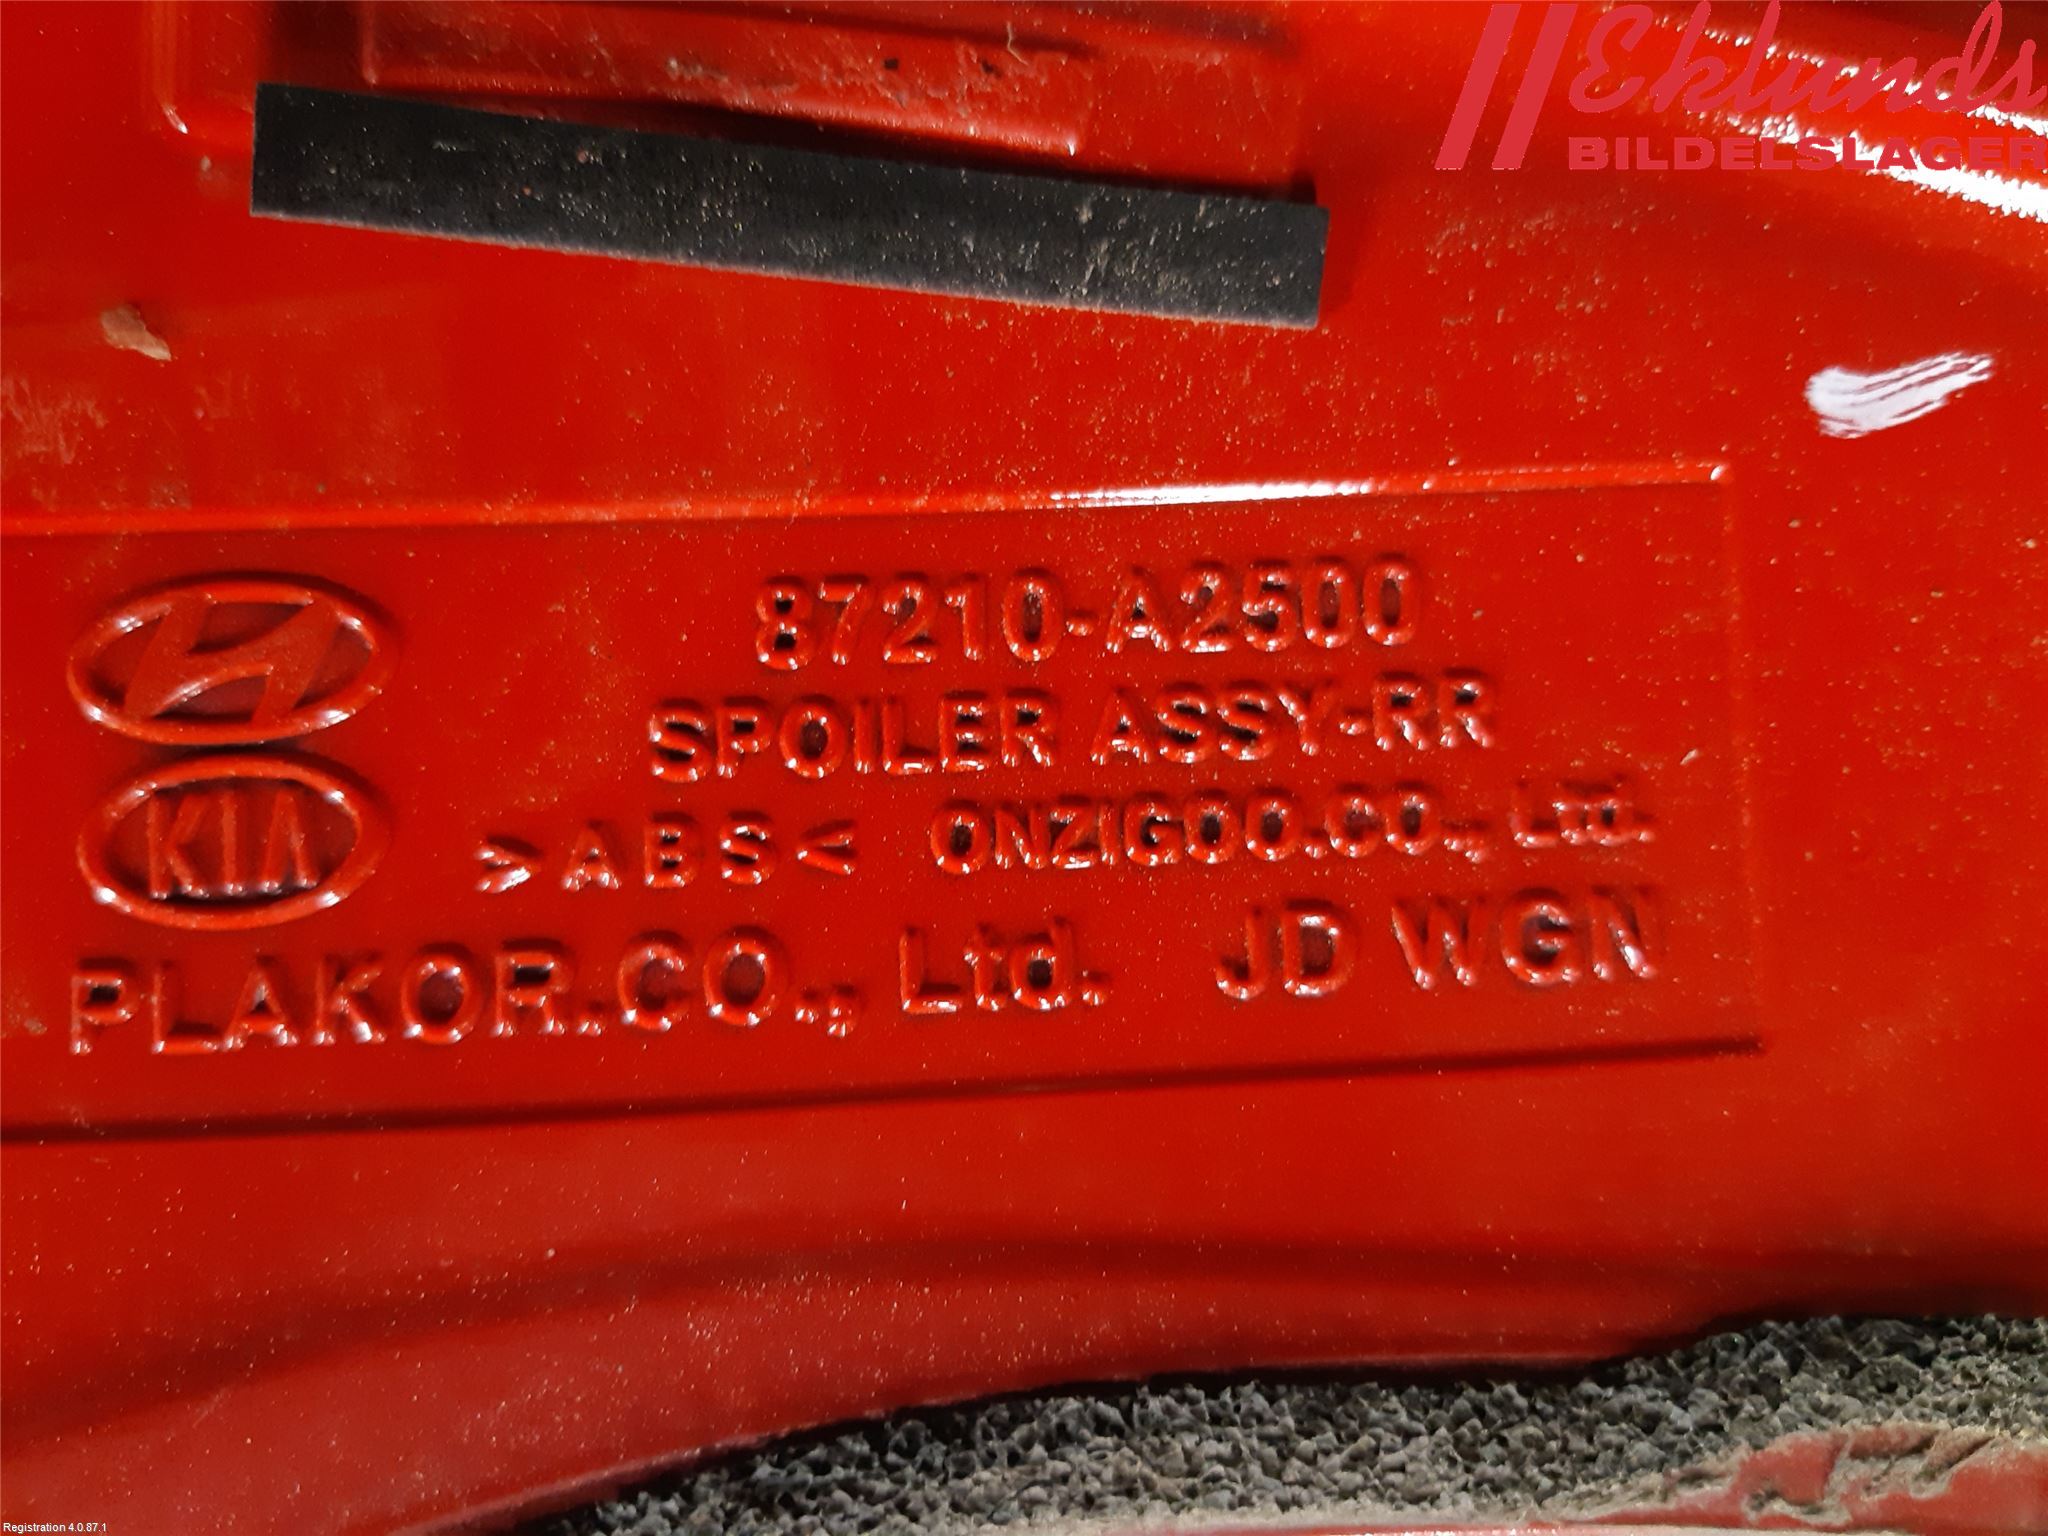 Eklunds
BILDELSLAGER
87210-A2500
SPOILER ASSY-RR
KIA
>ABS< ONZIGOO.CO., Ltd.
PLAKOR.CO., Ltd. JD WGN
Registration 4.0.87.1